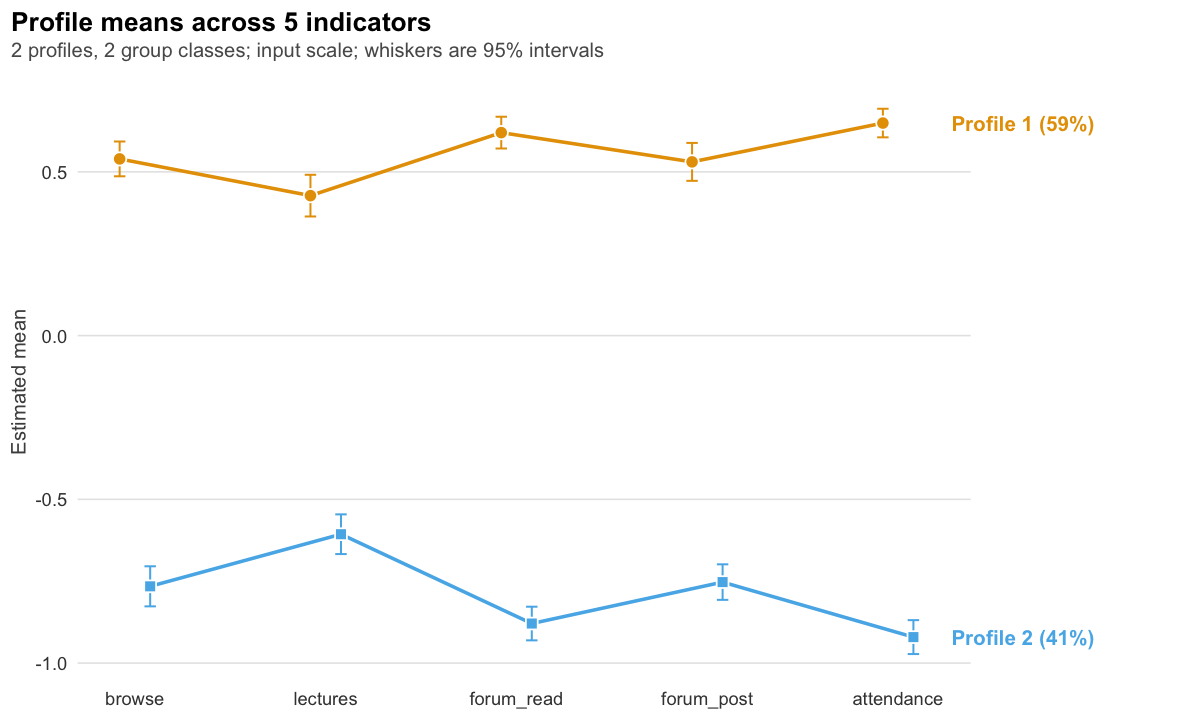 Profile means across 5 indicators
2 profiles, 2 group classes; input scale; whiskers are 95% intervals
Profile 1 (59%)
0.5
0.0
Estimated mean
-0.5
Profile 2 (41%)
-1.0
browse lectures forum_read forum_post attendance